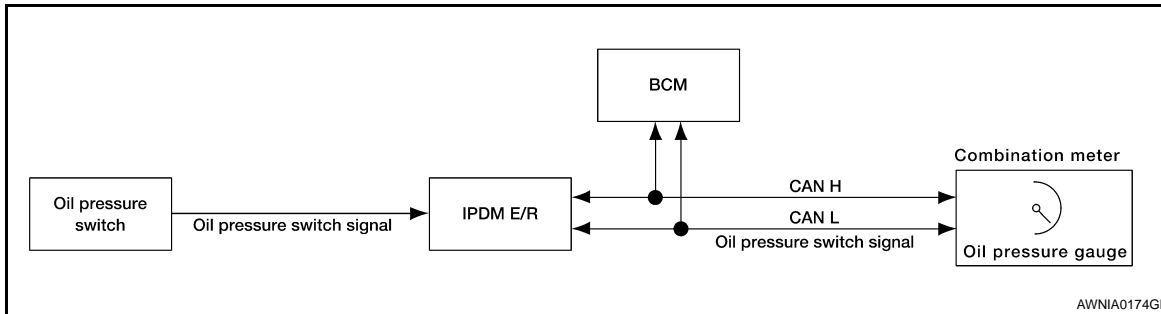 BCM
Combination meter
Oil pressure
switch
Oil pressure switch signal
IPDM E/R
CAN H
CAN L
Oil pressure switch signal
Oil pressure gauge